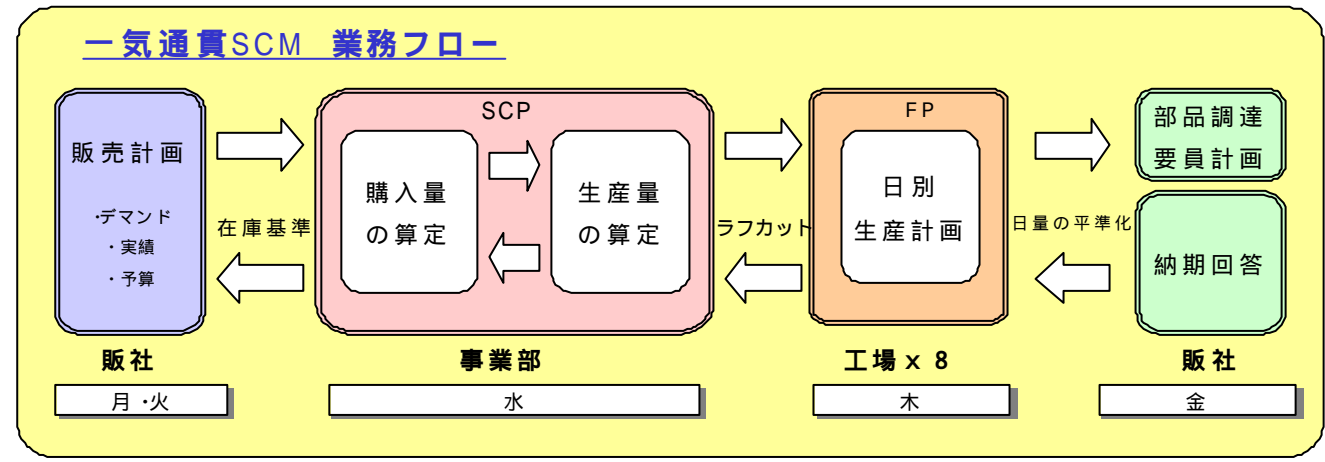 一気通貫SCM 業務フロー
販売計画
・デマンド
・実績
・予算
在庫基準
SCP
購入量
の算定
生産量
の算定
ラフカット
FP
日別
生産計画
日量の平準化
部品調達
要員計画
納期回答
販社
事業部
工場x 8
販社
月・火
水
木
金